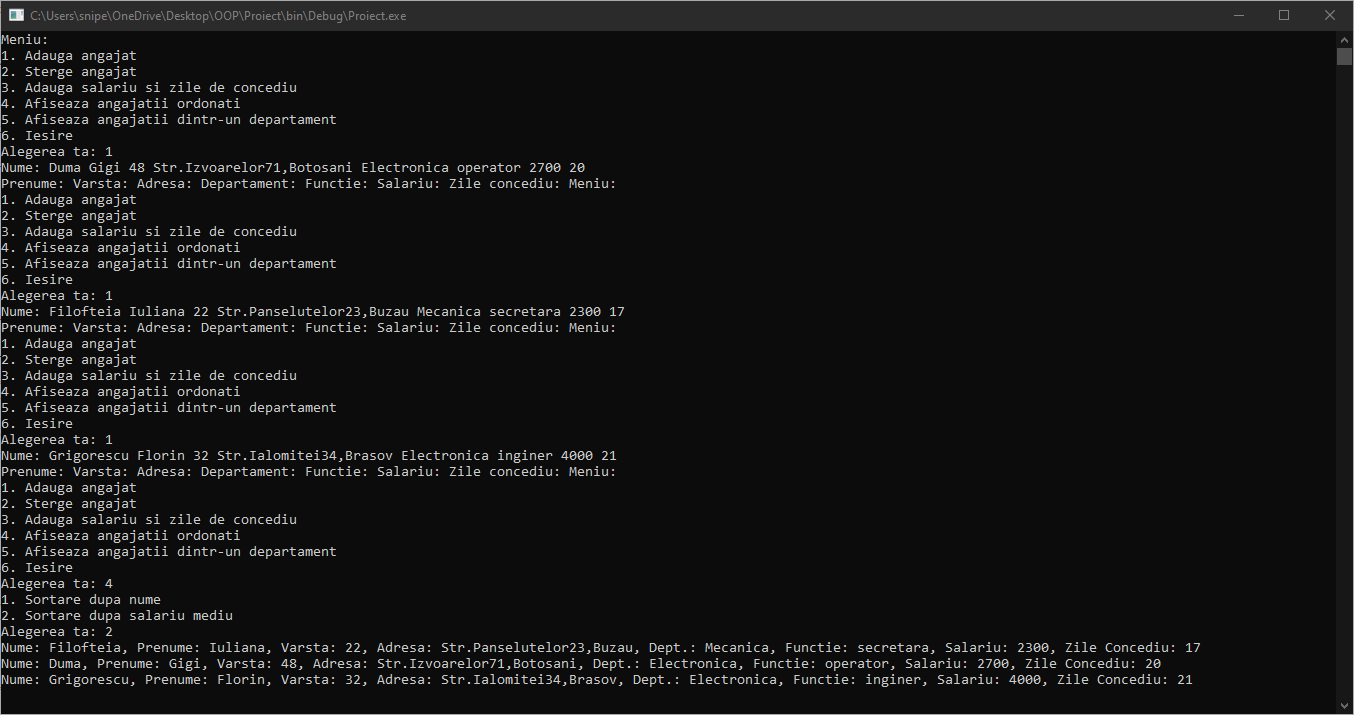 C:\Users\snipe\OneDrive\Desktop\OOP\Proiect\bin\Debug\Proiect.exe
Meniu:
1. Adauga angajat
2. Sterge angajat
3. Adauga salariu si zile de concediu
4. Afiseaza angajatii ordonati
5. Afiseaza angajatii dintr-un departament
6. Iesire
Alegerea ta: 1
Nume: Duma Gigi 48 Str.Izvoarelor71,Botosani Electronica operator 2700 20
Prenume: Varsta: Adresa: Departament: Functie: Salariu: Zile concediu: Meniu:
1. Adauga angajat
2. Sterge angajat
3. Adauga salariu si zile de concediu
4. Afiseaza angajatii ordonati
5. Afiseaza angajatii dintr-un departament
6. Iesire
Alegerea ta: 1
Nume: Filofteia Iuliana 22 Str.Panselutelor23,Buzau Mecanica secretara 2300 17
Prenume: Varsta: Adresa: Departament: Functie: Salariu: Zile concediu: Meniu:
1. Adauga angajat
2. Sterge angajat
3. Adauga salariu si zile de concediu
4. Afiseaza angajatii ordonati
5. Afiseaza angajatii dintr-un departament
6. Iesire
Alegerea ta: 1
Nume: Grigorescu Florin 32 Str.Ialomitei34,Brasov Electronica inginer 4000 21
Prenume: Varsta: Adresa: Departament: Functie: Salariu: Zile concediu: Meniu:
1. Adauga angajat
2. Sterge angajat
3. Adauga salariu si zile de concediu
4. Afiseaza angajatii ordonati
5. Afiseaza angajatii dintr-un departament
6. Iesire
Alegerea ta: 4
1. Sortare dupa nume
2. Sortare dupa salariu mediu
Alegerea ta: 2
Nume: Filofteia, Prenume: Iuliana, Varsta: 22, Adresa: Str.Panselutelor23,Buzau, Dept.: Mecanica, Functie: secretara, Salariu: 2300, Zile Concediu: 17
Nume: Duma, Prenume: Gigi, Varsta: 48, Adresa: Str.Izvoarelor71,Botosani, Dept.: Electronica, Functie: operator, Salariu: 2700, Zile Concediu: 20
Nume: Grigorescu, Prenume: Florin, Varsta: 32, Adresa: Str.Ialomitei34,Brasov, Dept.: Electronica, Functie: inginer, Salariu: 4000, Zile Concediu: 21